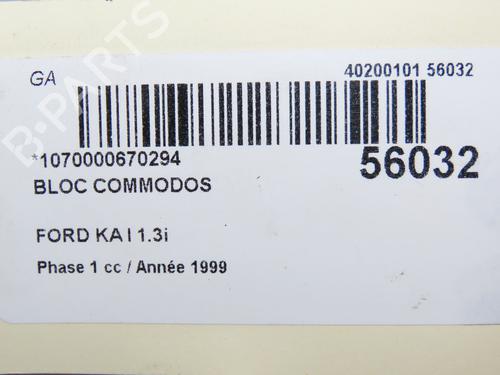 GA
40200101 56032
*1070000670294
56032
BLOC COMMODOS
FORD KA I 1.3i
Phase 1 cc / Année 1999
B-PARTS